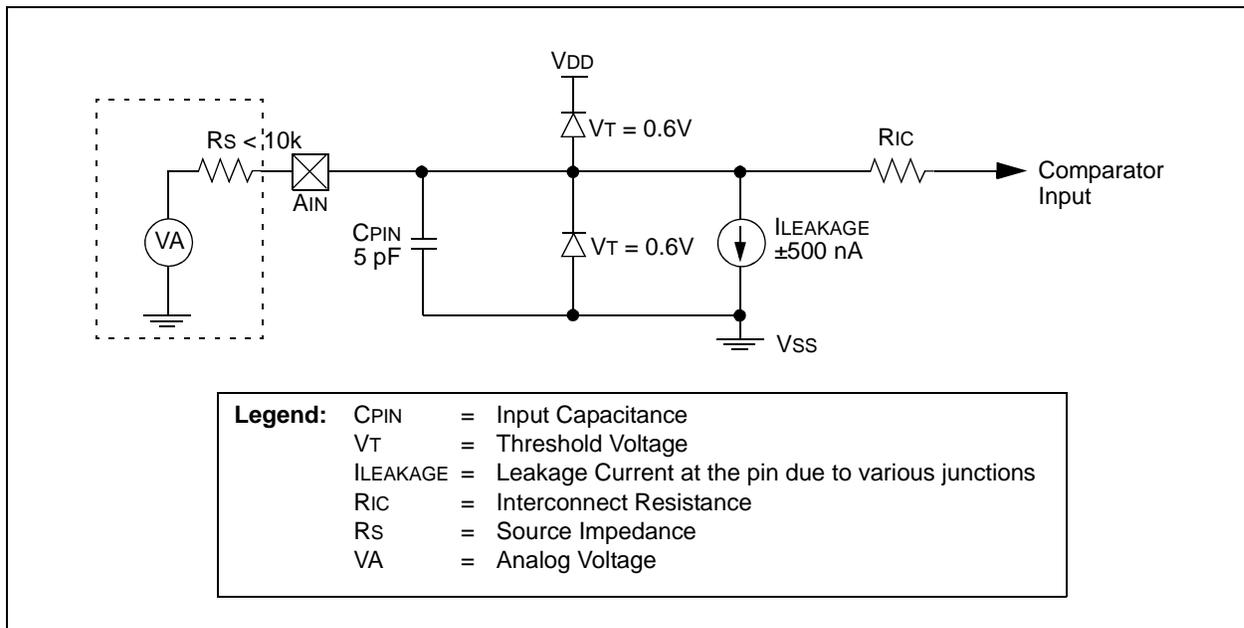 VDD
VT = 0.6V
RS < 10k
RIC
AIN
Comparator
Input
CPIN
5 pF
VA
VT = 0.6V
ILEAKAGE
±500 nA
VSS
Legend: CPIN = Input Capacitance
VT = Threshold Voltage
ILEAKAGE = Leakage Current at the pin due to various junctions
RIC = Interconnect Resistance
RS = Source Impedance
VA = Analog Voltage